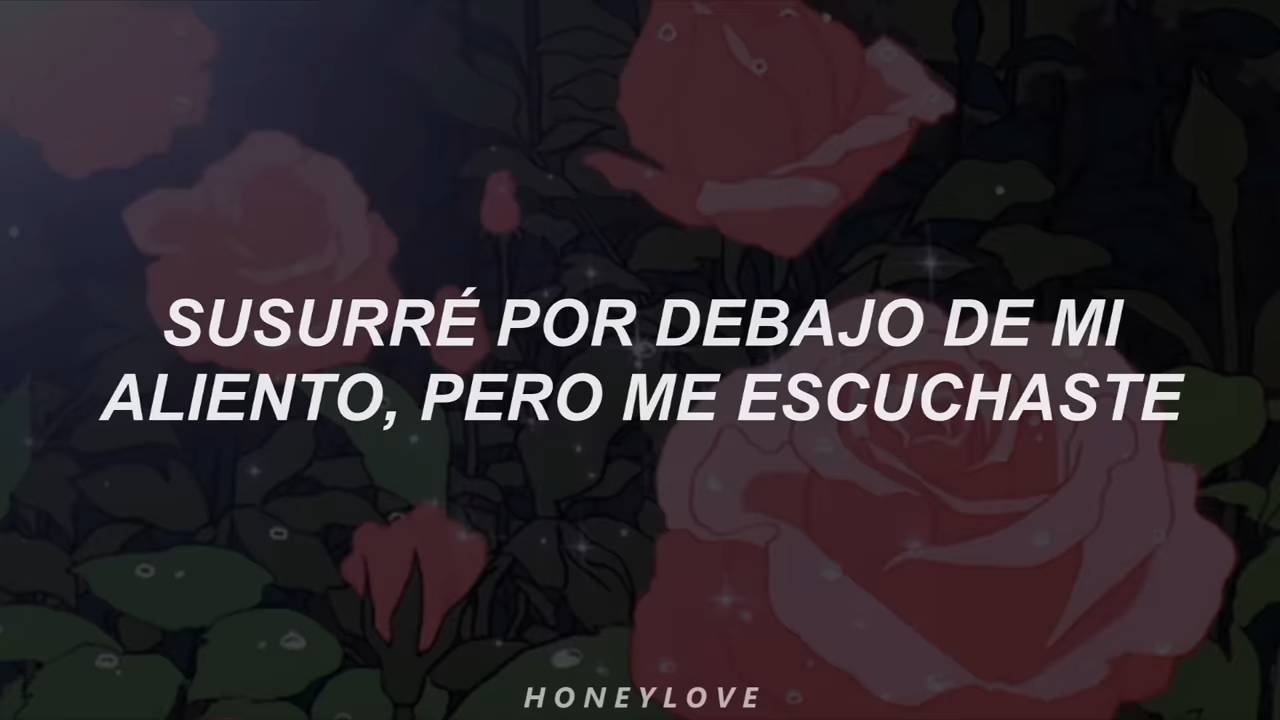 SUSURRÉ POR DEBAJO DE MI
ALIENTO, PERO ME ESCUCHASTE
HONEYLOVE